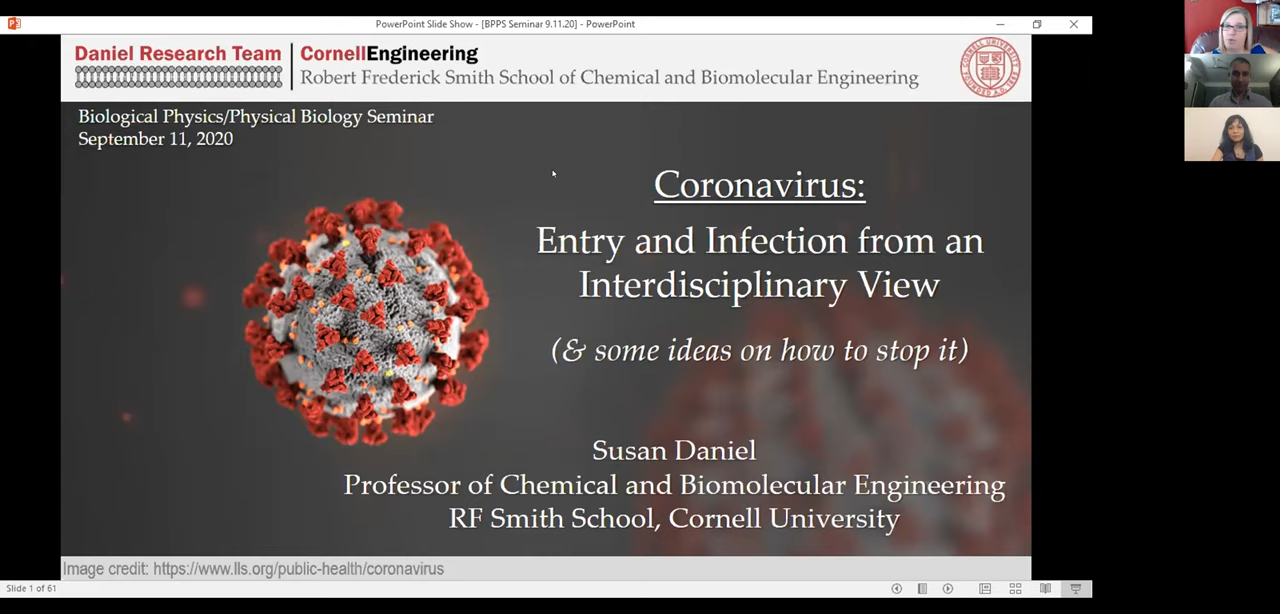 PowerPoint Slide Show - [BPPS Seminar 9.11.20] - PowerPoint
Daniel Research Team
CornellEngineering
Robert Frederick Smith School of Chemical and Biomolecular Engineering
Biological Physics/Physical Biology Seminar
September 11, 2020
Coronavirus:
Entry and Infection from an
Interdisciplinary View
(& some ideas on how to stop it)
Susan Daniel
Professor of Chemical and Biomolecular Engineering
RF Smith School, Cornell University
Image credit: https://www.lls.org/public-health/coronavirus
Slide 1 of 61